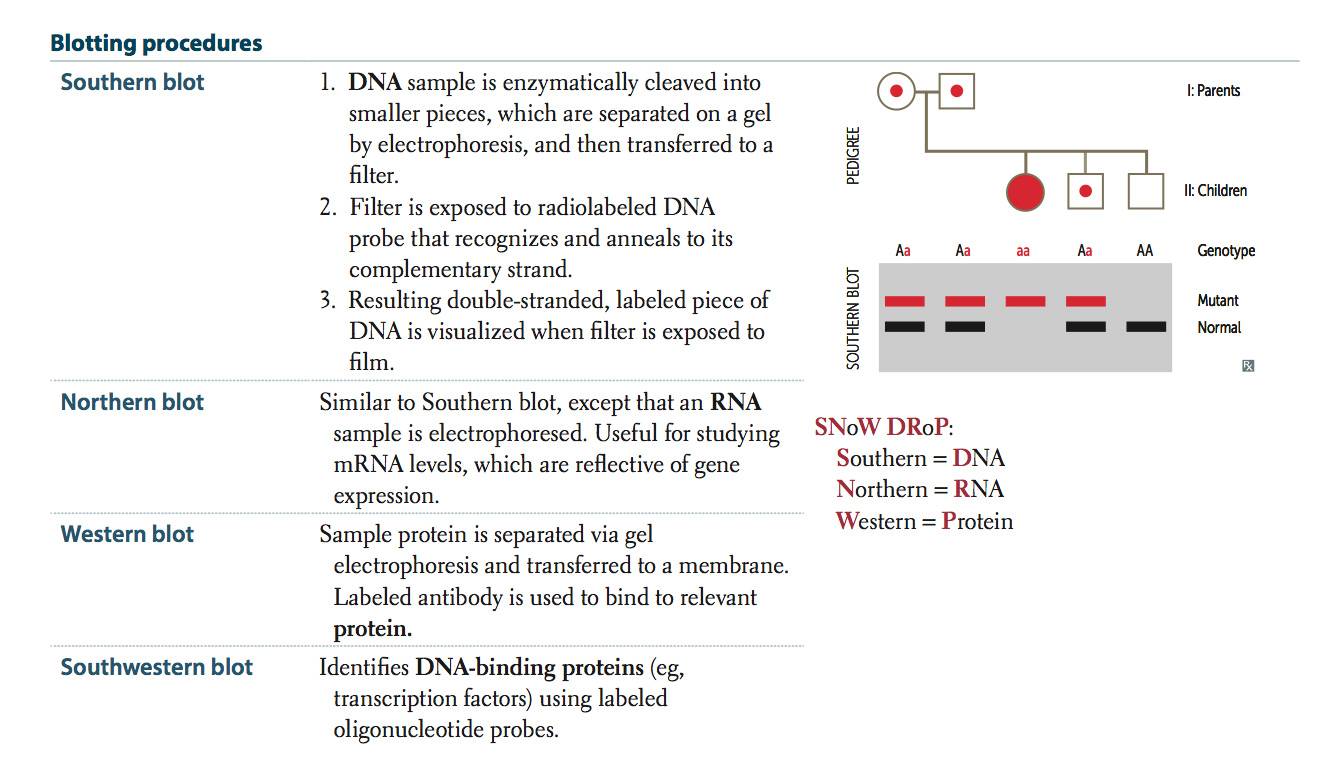 Blotting procedures
Southern blot
1. DNA sample is enzymatically cleaved into
smaller pieces, which are separated on a gel
by electrophoresis, and then transferred to a
filter.
2. Filter is exposed to radiolabeled DNA
probe that recognizes and anneals to its
complementary strand.
3. Resulting double-stranded, labeled piece of
DNA is visualized when filter is exposed to
film.
PEDIGREE
I: Parents
II: Children
Aa Aa aa Aa AA Genotype
SOUTHERN BLOT
Mutant
Normal
Rx
Northern blot
Similar to Southern blot, except that an RNA
sample is electrophoresed. Useful for studying
mRNA levels, which are reflective of gene
expression.
SNoW DRoP:
Southern = DNA
Northern = RNA
Western = Protein
Western blot
Sample protein is separated via gel
electrophoresis and transferred to a membrane.
Labeled antibody is used to bind to relevant
protein.
Southwestern blot
Identifies DNA-binding proteins (eg,
transcription factors) using labeled
oligonucleotide probes.